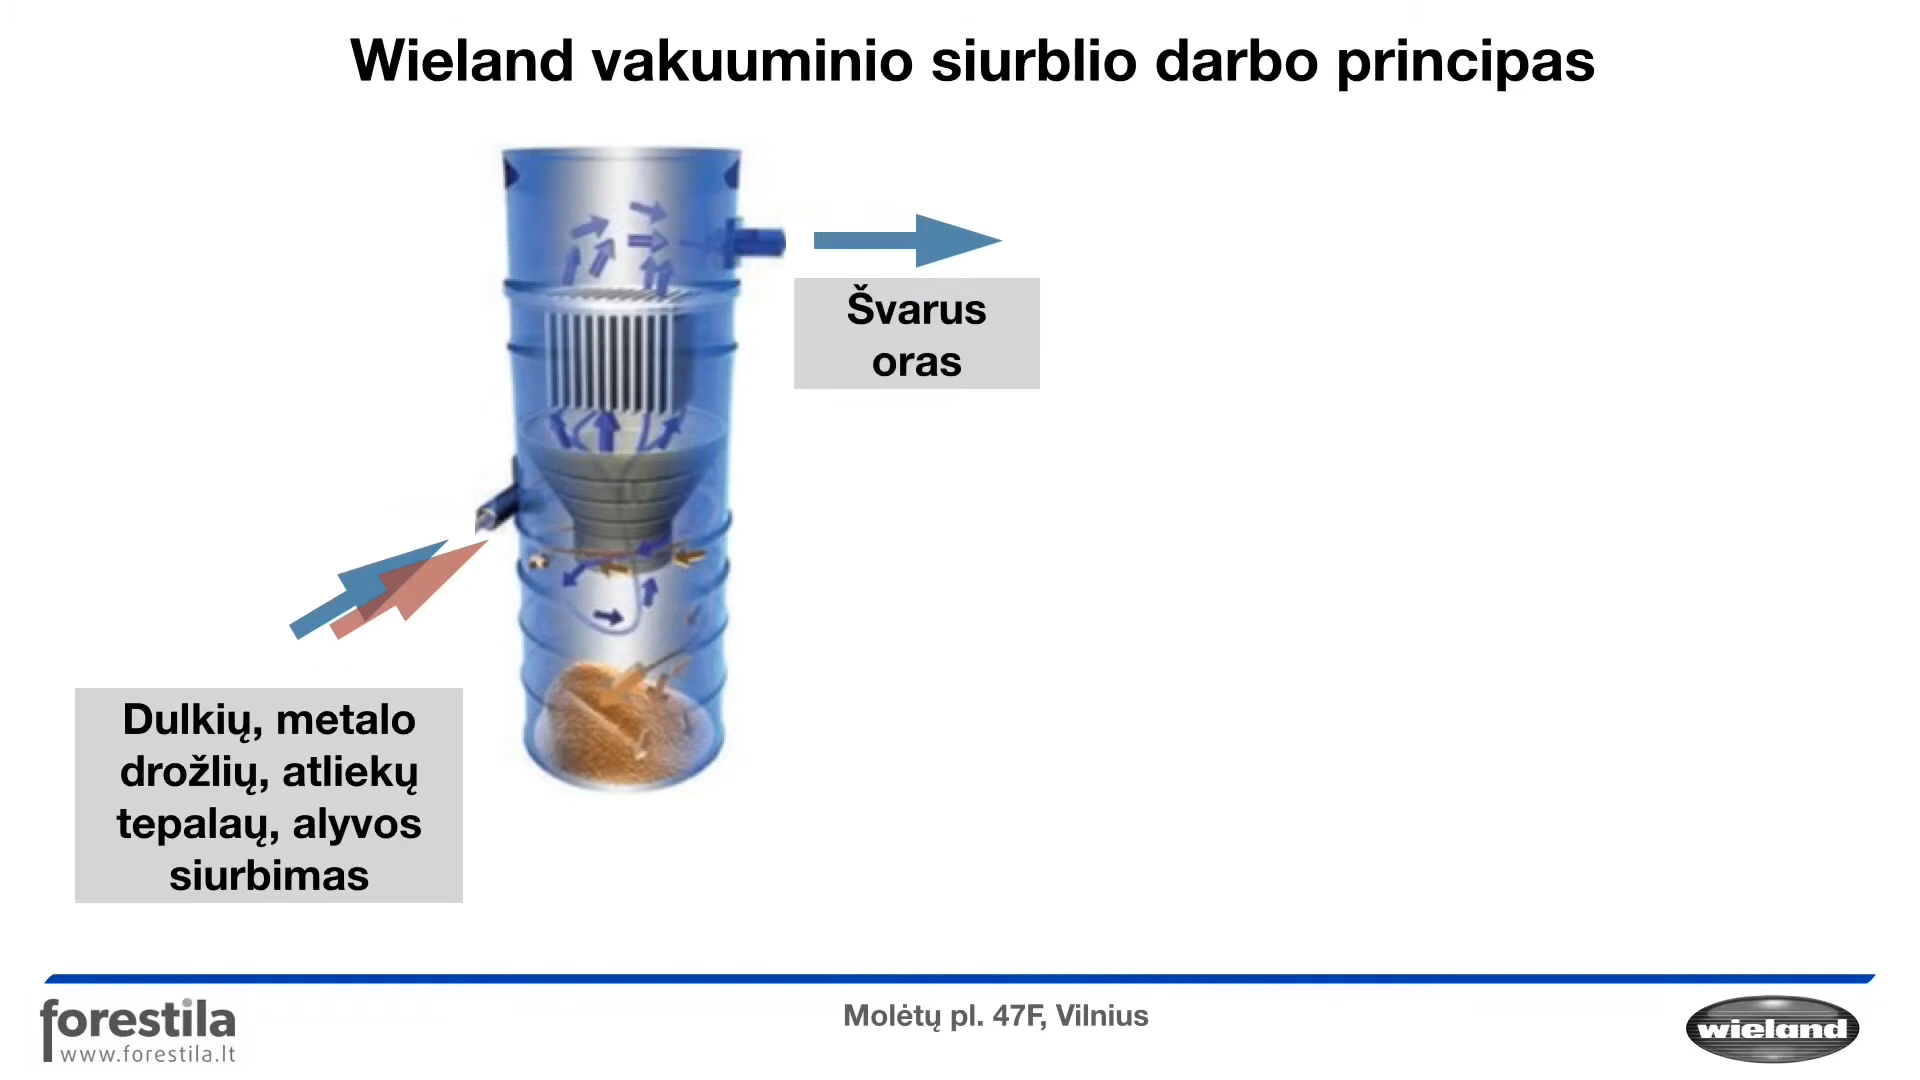 Wieland vakuuminio siurblio darbo principas
Švarus
oras
Dulkių, metalo
drožlių, atliekų
tepalaų, alyvos
siurbimas
forestila
www.forestila.lt
Molėtų pl. 47F, Vilnius
wieland